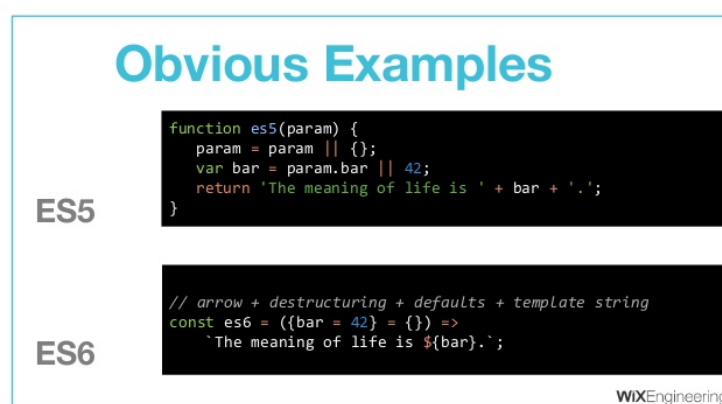 Obvious Examples
ES5
function es5(param) {
   param = param || {};
   var bar = param.bar || 42;
   return 'The meaning of life is ' + bar + '.';
}
ES6
// arrow + destructuring + defaults + template string
const es6 = ({bar = 42} = {}) =>
    `The meaning of life is ${bar}.`;
WiXEngineering